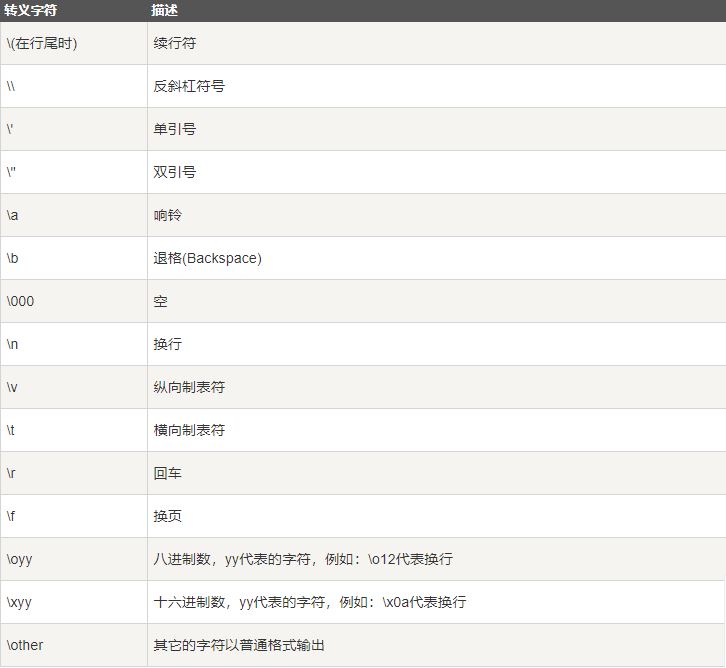 转义字符 描述
\(在行尾时) 续行符
\\ 反斜杠符号
\' 单引号
\" 双引号
\a 响铃
\b 退格(Backspace)
\000 空
\n 换行
\v 纵向制表符
\t 横向制表符
\r 回车
\f 换页
\oyy 八进制数，yy代表的字符，例如：\o12代表换行
\xyy 十六进制数，yy代表的字符，例如：\x0a代表换行
\other 其它的字符以普通格式输出